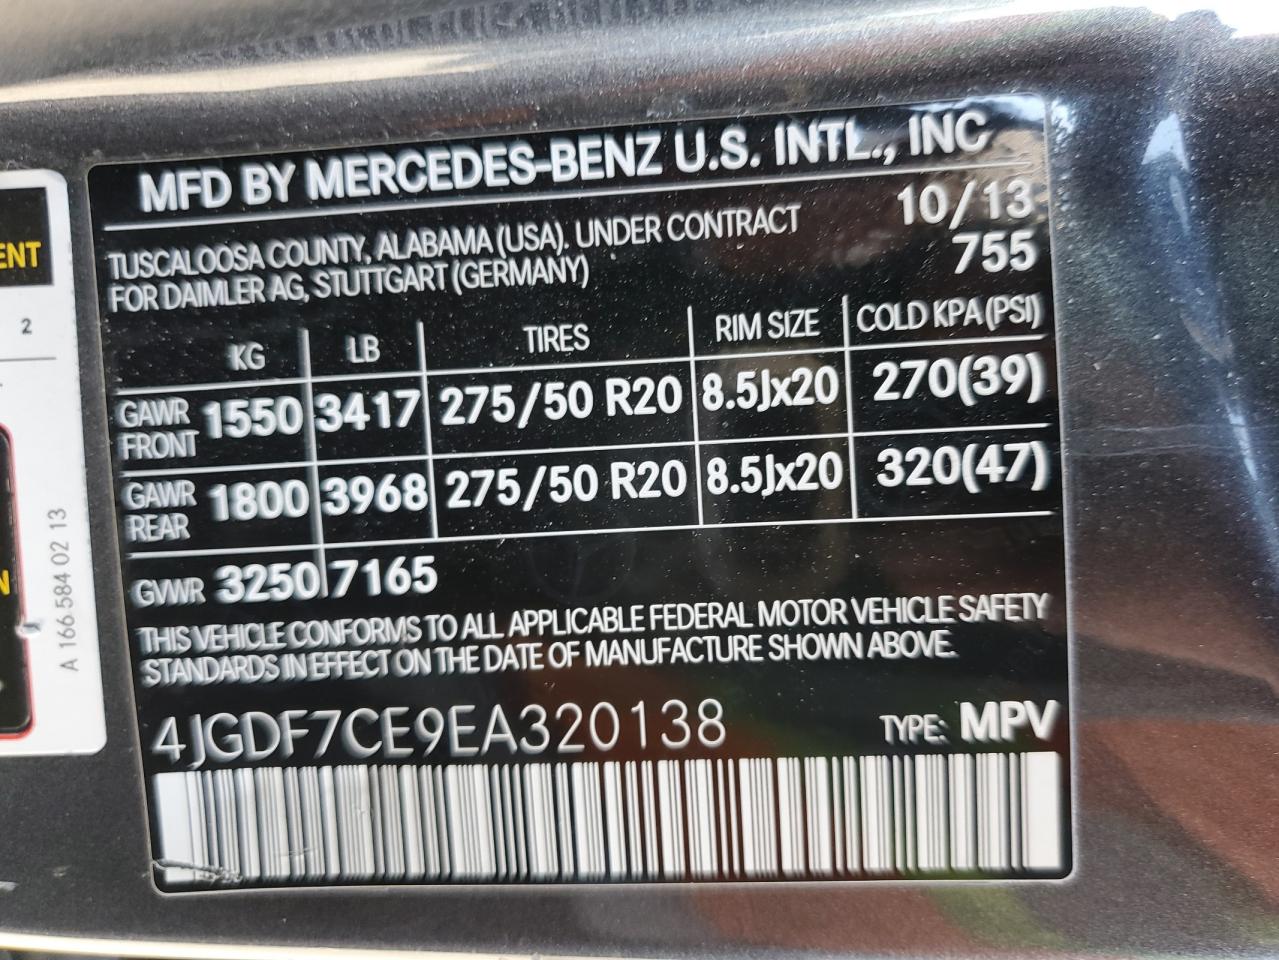 MFD BY MERCEDES-BENZ U.S. INTL., INC
10/13
TUSCALOOSA COUNTY, ALABAMA (USA). UNDER CONTRACT
755
FOR DAIMLER AG, STUTTGART (GERMANY)
KG LB TIRES RIM SIZE COLD KPA (PSI)
GAWR FRONT 1550 3417 275/50 R20 8.5Jx20 270(39)
GAWR REAR 1800 3968 275/50 R20 8.5Jx20 320(47)
GVWR 3250 7165
THIS VEHICLE CONFORMS TO ALL APPLICABLE FEDERAL MOTOR VEHICLE SAFETY
STANDARDS IN EFFECT ON THE DATE OF MANUFACTURE SHOWN ABOVE.
4JGDF7CE9EA320138 TYPE: MPV
ENT
2
A 166 584 02 13
N